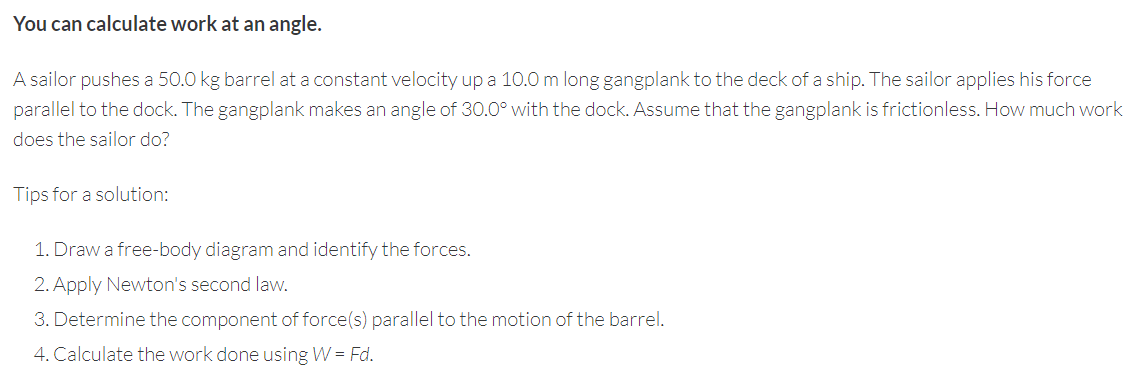 You can calculate work at an angle.
A sailor pushes a 50.0 kg barrel at a constant velocity up a 10.0 m long gangplank to the deck of a ship. The sailor applies his force
parallel to the dock. The gangplank makes an angle of 30.0° with the dock. Assume that the gangplank is frictionless. How much work
does the sailor do?
Tips for a solution:
1. Draw a free-body diagram and identify the forces.
2. Apply Newton's second law.
3. Determine the component of force(s) parallel to the motion of the barrel.
4. Calculate the work done using W = Fd.